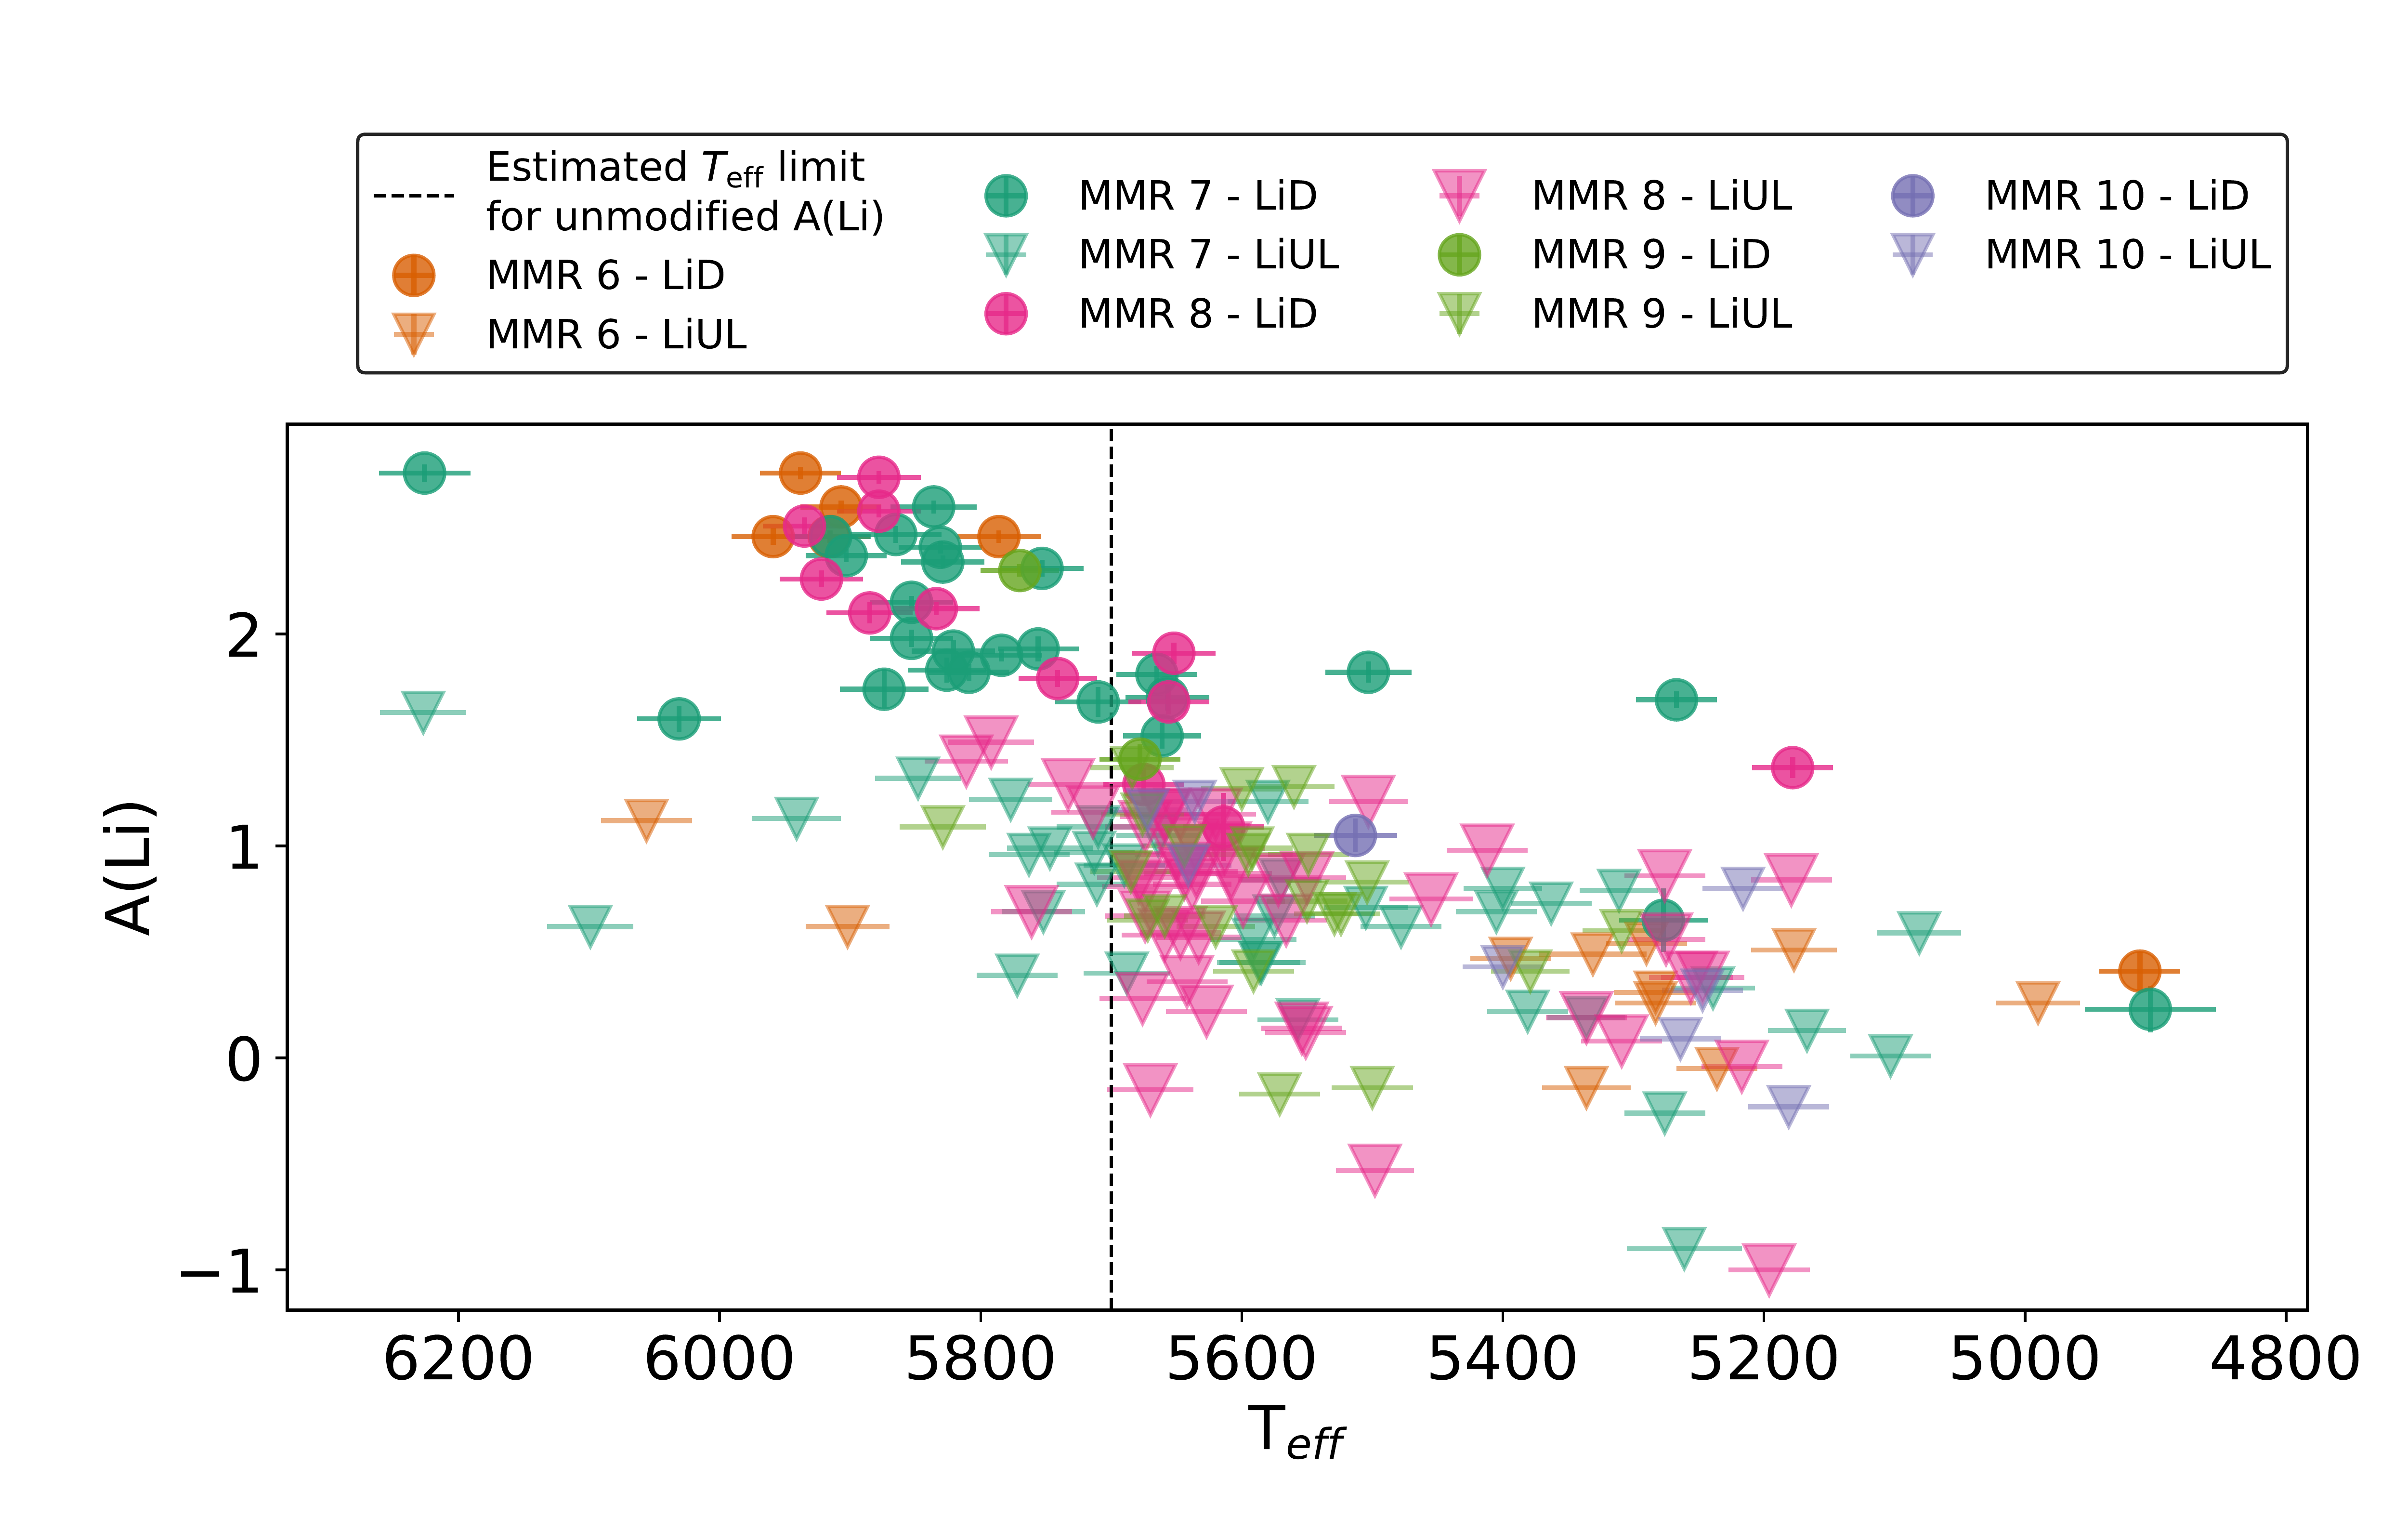 Estimated Teff limit
for unmodified A(Li)
MMR 6 - LiD
MMR 6 - LiUL
MMR 7 - LiD
MMR 7 - LiUL
MMR 8 - LiD
MMR 8 - LiUL
MMR 9 - LiD
MMR 9 - LiUL
MMR 10 - LiD
MMR 10 - LiUL
A(Li)
2
1
0
−1
6200 6000 5800 5600 5400 5200 5000 4800
Teff